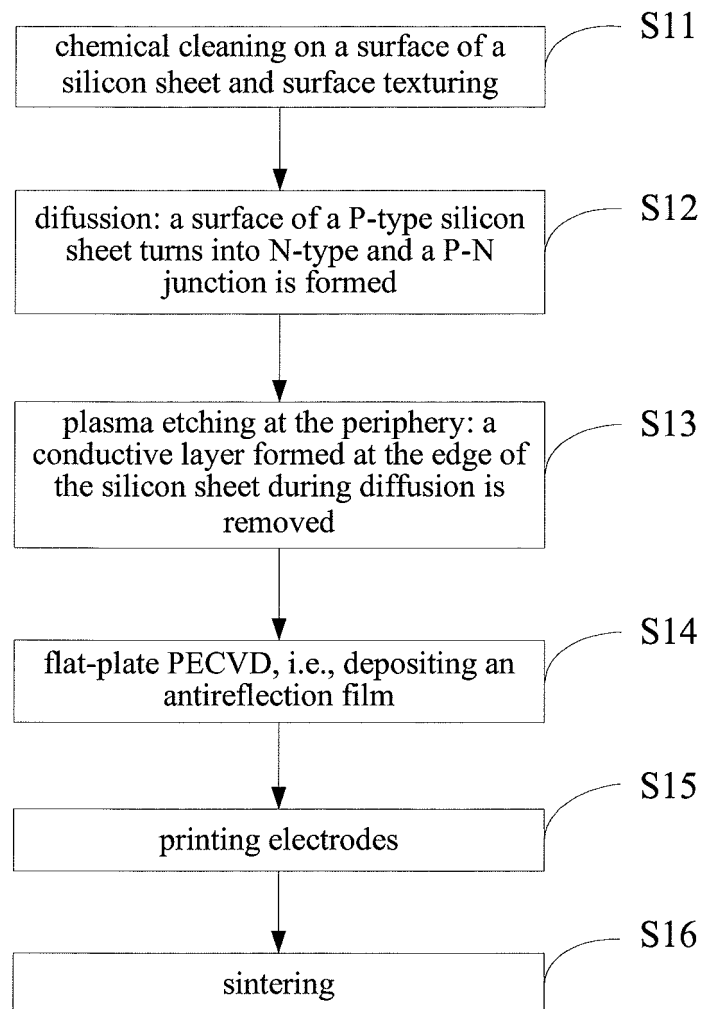 chemical cleaning on a surface of a
silicon sheet and surface texturing
S11
difussion: a surface of a P-type silicon
sheet turns into N-type and a P-N
junction is formed
S12
plasma etching at the periphery: a
conductive layer formed at the edge of
the silicon sheet during diffusion is
removed
S13
flat-plate PECVD, i.e., depositing an
antireflection film
S14
printing electrodes
S15
sintering
S16